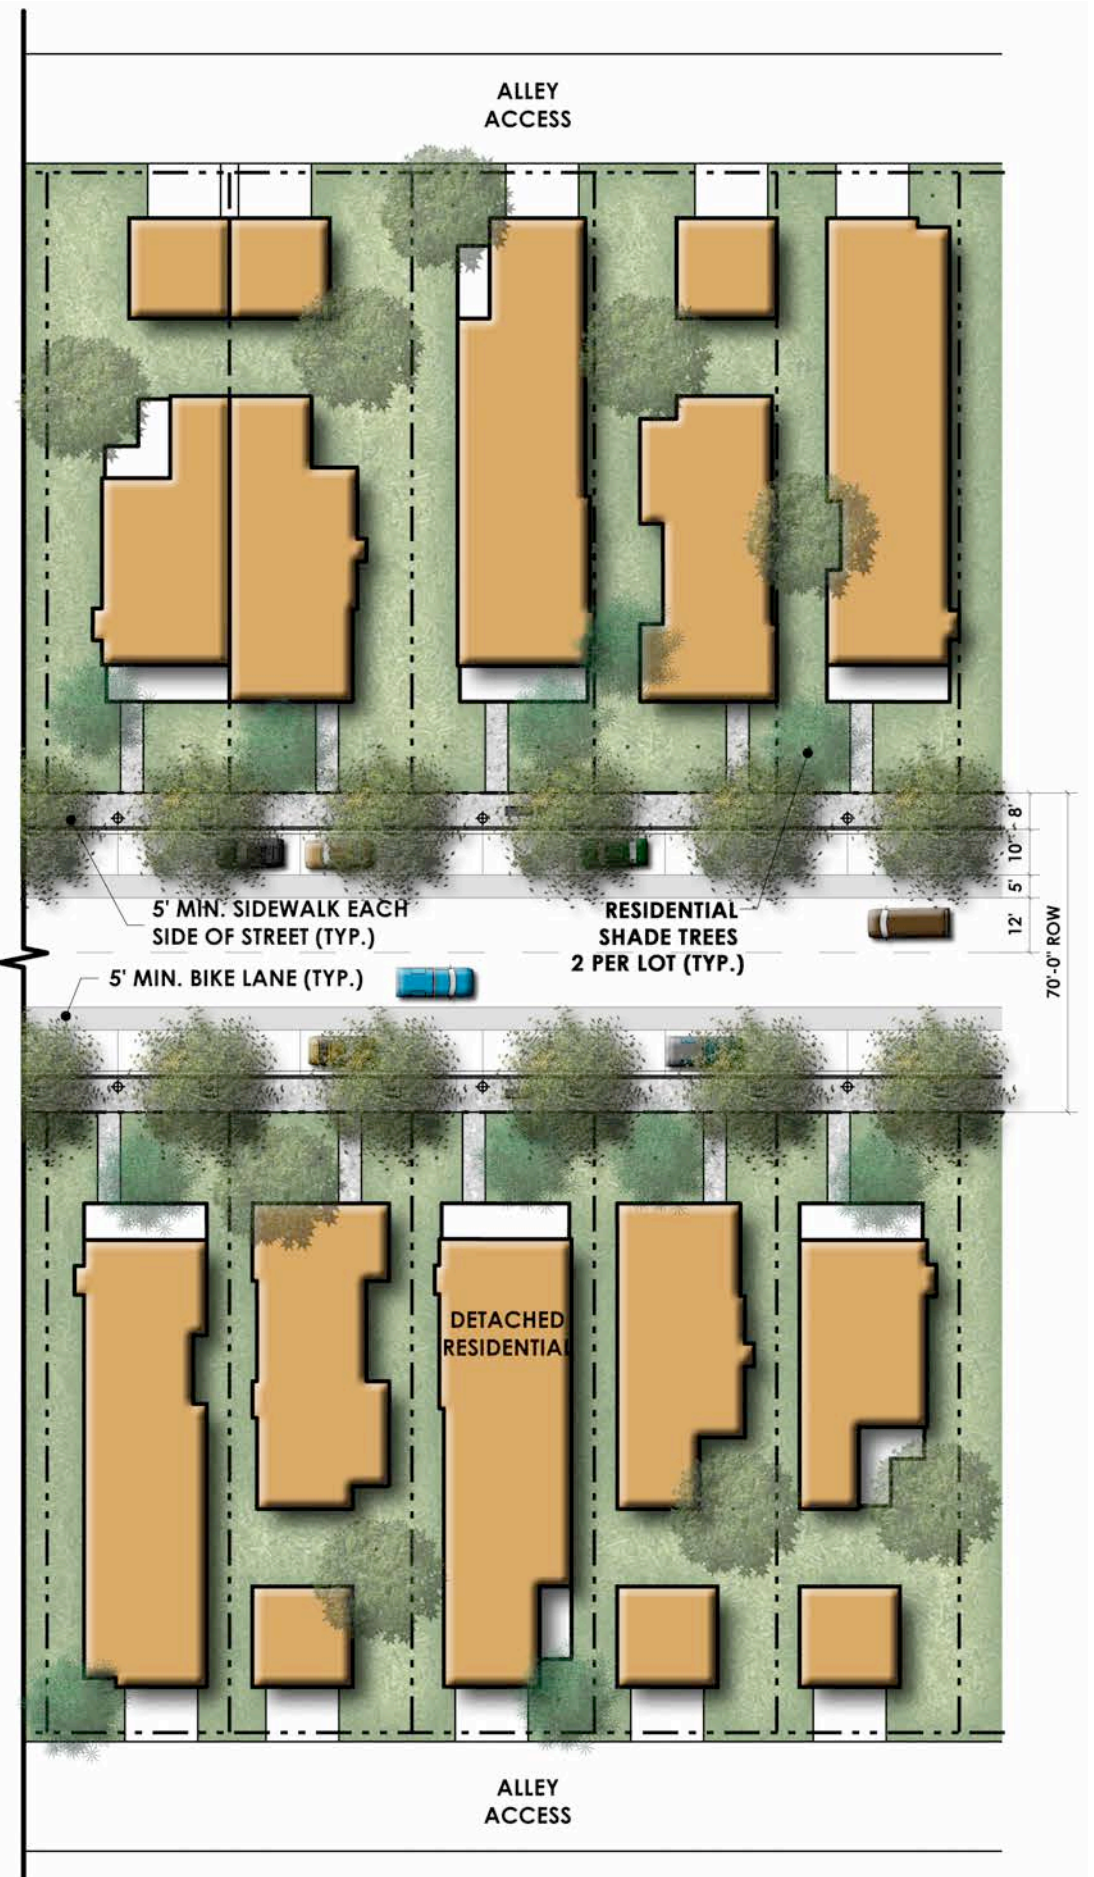 ALLEY
ACCESS
8'
10'
5'
12'
70'-0" ROW
5' MIN. SIDEWALK EACH
SIDE OF STREET (TYP.)
RESIDENTIAL
SHADE TREES
2 PER LOT (TYP.)
5' MIN. BIKE LANE (TYP.)
DETACHED
RESIDENTIAL
ALLEY
ACCESS